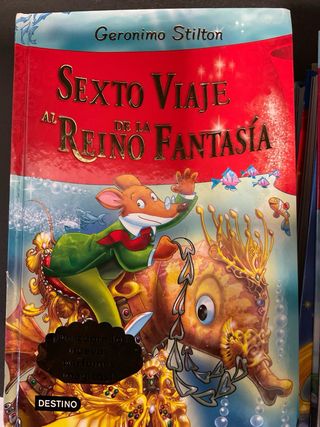 Geronimo Stilton
SEXTO VIAJE
AL REINO DE LA FANTASÍA
DESTINO